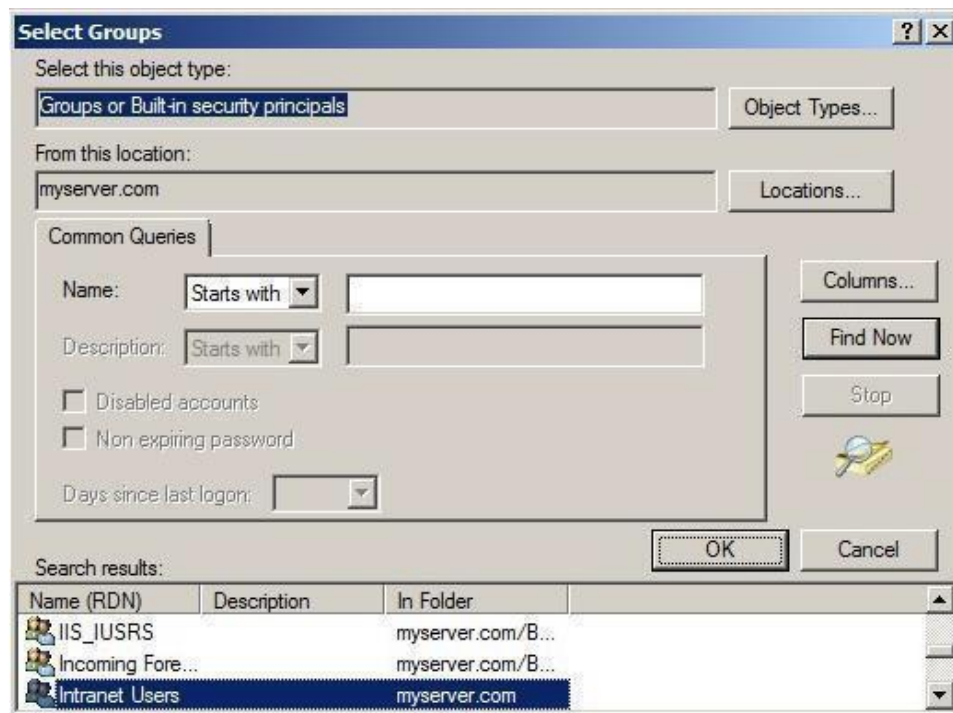 Select Groups
Select this object type:
Groups or Built-in security principals
Object Types...
From this location:
myserver.com
Locations...
Common Queries
Name:
Starts with
Columns...
Description:
Starts with
Find Now
Disabled accounts
Stop
Non expiring password
Days since last logon:
OK
Cancel
Search results:
Name (RDN) Description In Folder
IIS_IUSRS myserver.com/B...
Incoming Fore... myserver.com/B...
Intranet Users myserver.com